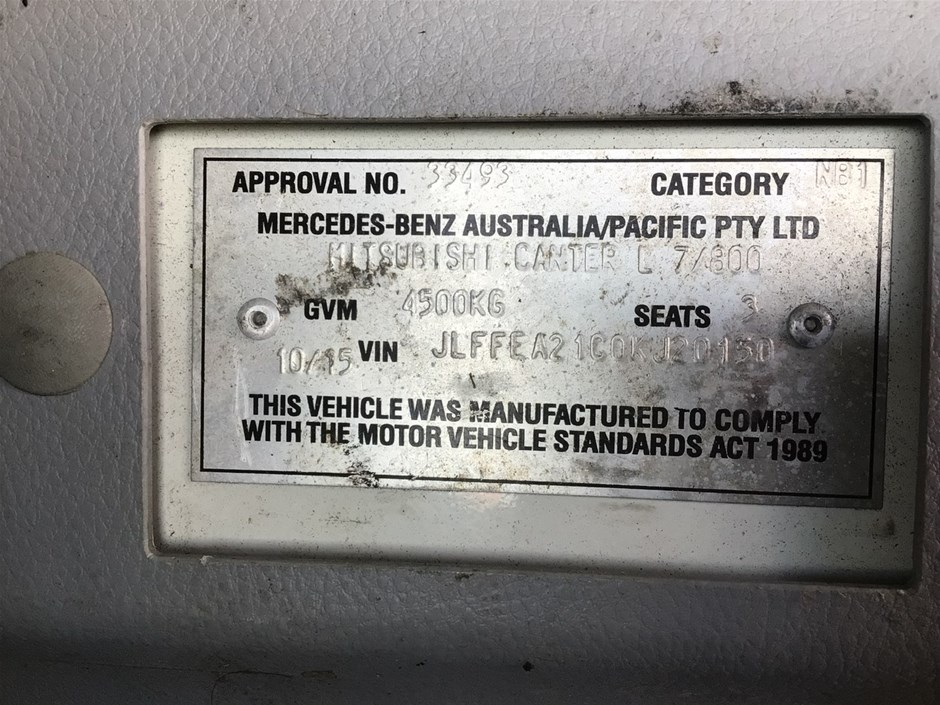 APPROVAL NO. 33493 CATEGORY NB1
MERCEDES-BENZ AUSTRALIA/PACIFIC PTY LTD
MITSUBISHI CANTER L 7/800
GVM 4500KG SEATS 3
10/15 VIN JLFFEA21C0KJ20150
THIS VEHICLE WAS MANUFACTURED TO COMPLY
WITH THE MOTOR VEHICLE STANDARDS ACT 1989